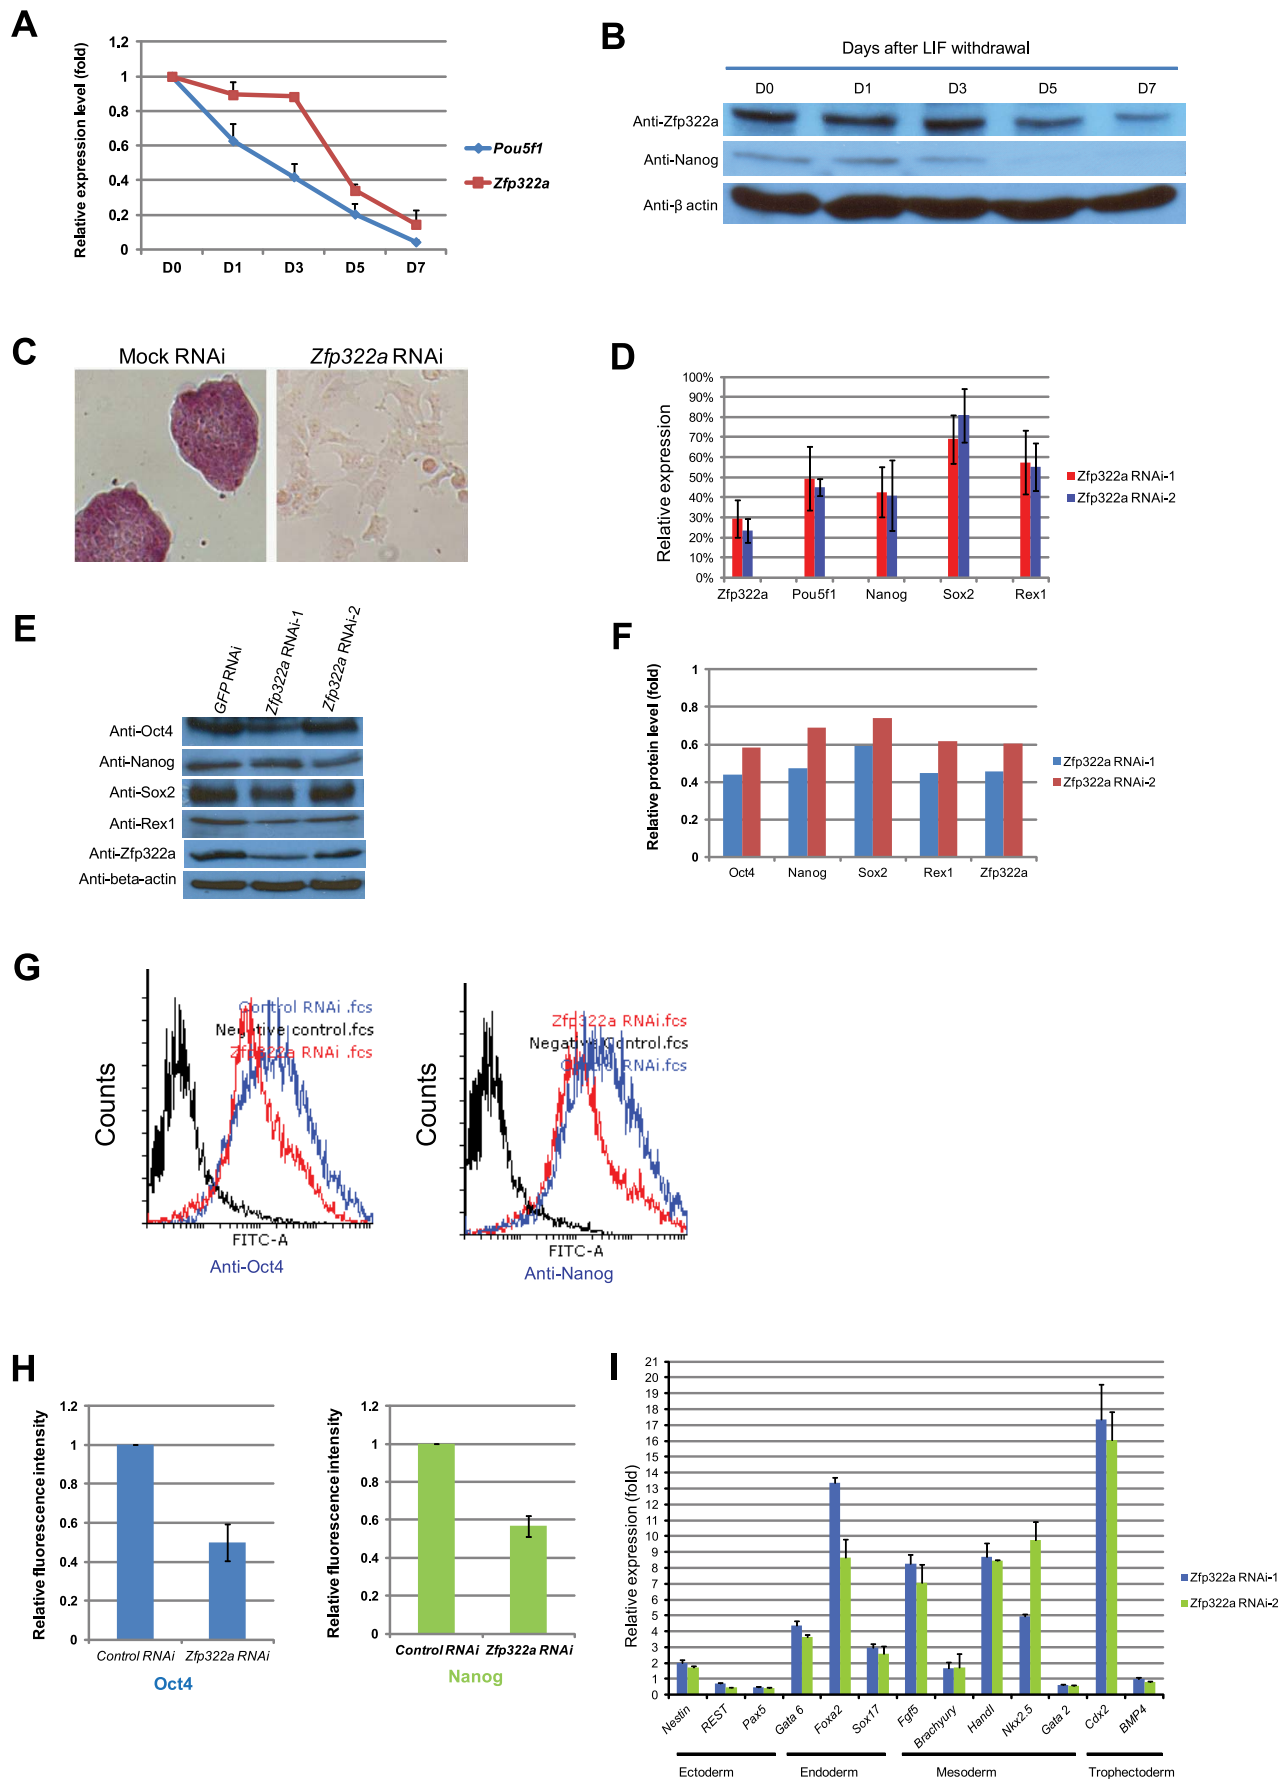 A
Relative expression level (fold)
1.2
1
0.8
0.6
0.4
0.2
0
D0 D1 D3 D5 D7
Pou5f1
Zfp322a
B
Days after LIF withdrawal
D0 D1 D3 D5 D7
Anti-Zfp322a
Anti-Nanog
Anti-β actin
C
Mock RNAi
Zfp322a RNAi
D
Relative expression
100%
90%
80%
70%
60%
50%
40%
30%
20%
10%
0%
Zfp322a Pou5f1 Nanog Sox2 Rex1
Zfp322a RNAi-1
Zfp322a RNAi-2
E
GFP RNAi
Zfp322a RNAi-1
Zfp322a RNAi-2
Anti-Oct4
Anti-Nanog
Anti-Sox2
Anti-Rex1
Anti-Zfp322a
Anti-beta-actin
F
Relative protein level (fold)
1
0.8
0.6
0.4
0.2
0
Oct4 Nanog Sox2 Rex1 Zfp322a
Zfp322a RNAi-1
Zfp322a RNAi-2
G
Counts
Control RNAi .fcs
Negative control.fcs
Zfp322a RNAi .fcs
FITC-A
Anti-Oct4
Counts
Zfp322a RNAi.fcs
Negative Control.fcs
Control RNAi.fcs
FITC-A
Anti-Nanog
H
Relative fluorescence intensity
1.2
1
0.8
0.6
0.4
0.2
0
Control RNAi Zfp322a RNAi
Oct4
Relative fluorescence intensity
1.2
1
0.8
0.6
0.4
0.2
0
Control RNAi Zfp322a RNAi
Nanog
I
Relative expression (fold)
21
20
19
18
17
16
15
14
13
12
11
10
9
8
7
6
5
4
3
2
1
0
Nestin REST Pax5 Gata 6 Foxa2 Sox17 Fgf5 Brachyury HandI Nkx2.5 Gata 2 Cdx2 BMP4
Ectoderm Endoderm Mesoderm Trophectoderm
Zfp322a RNAi-1
Zfp322a RNAi-2